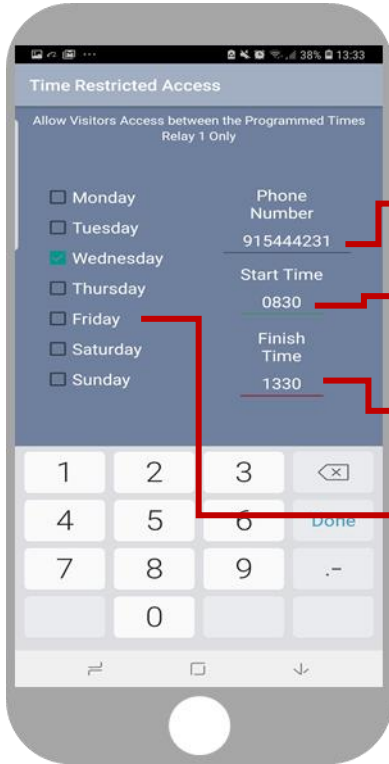 38% 13:33
Time Restricted Access
Allow Visitors Access between the Programmed Times
Relay 1 Only
Monday
Tuesday
Wednesday
Thursday
Friday
Saturday
Sunday
Phone
Number
915444231
Start Time
0830
Finish
Time
1330
1 2 3
4 5 6 Done
7 8 9 .-
0